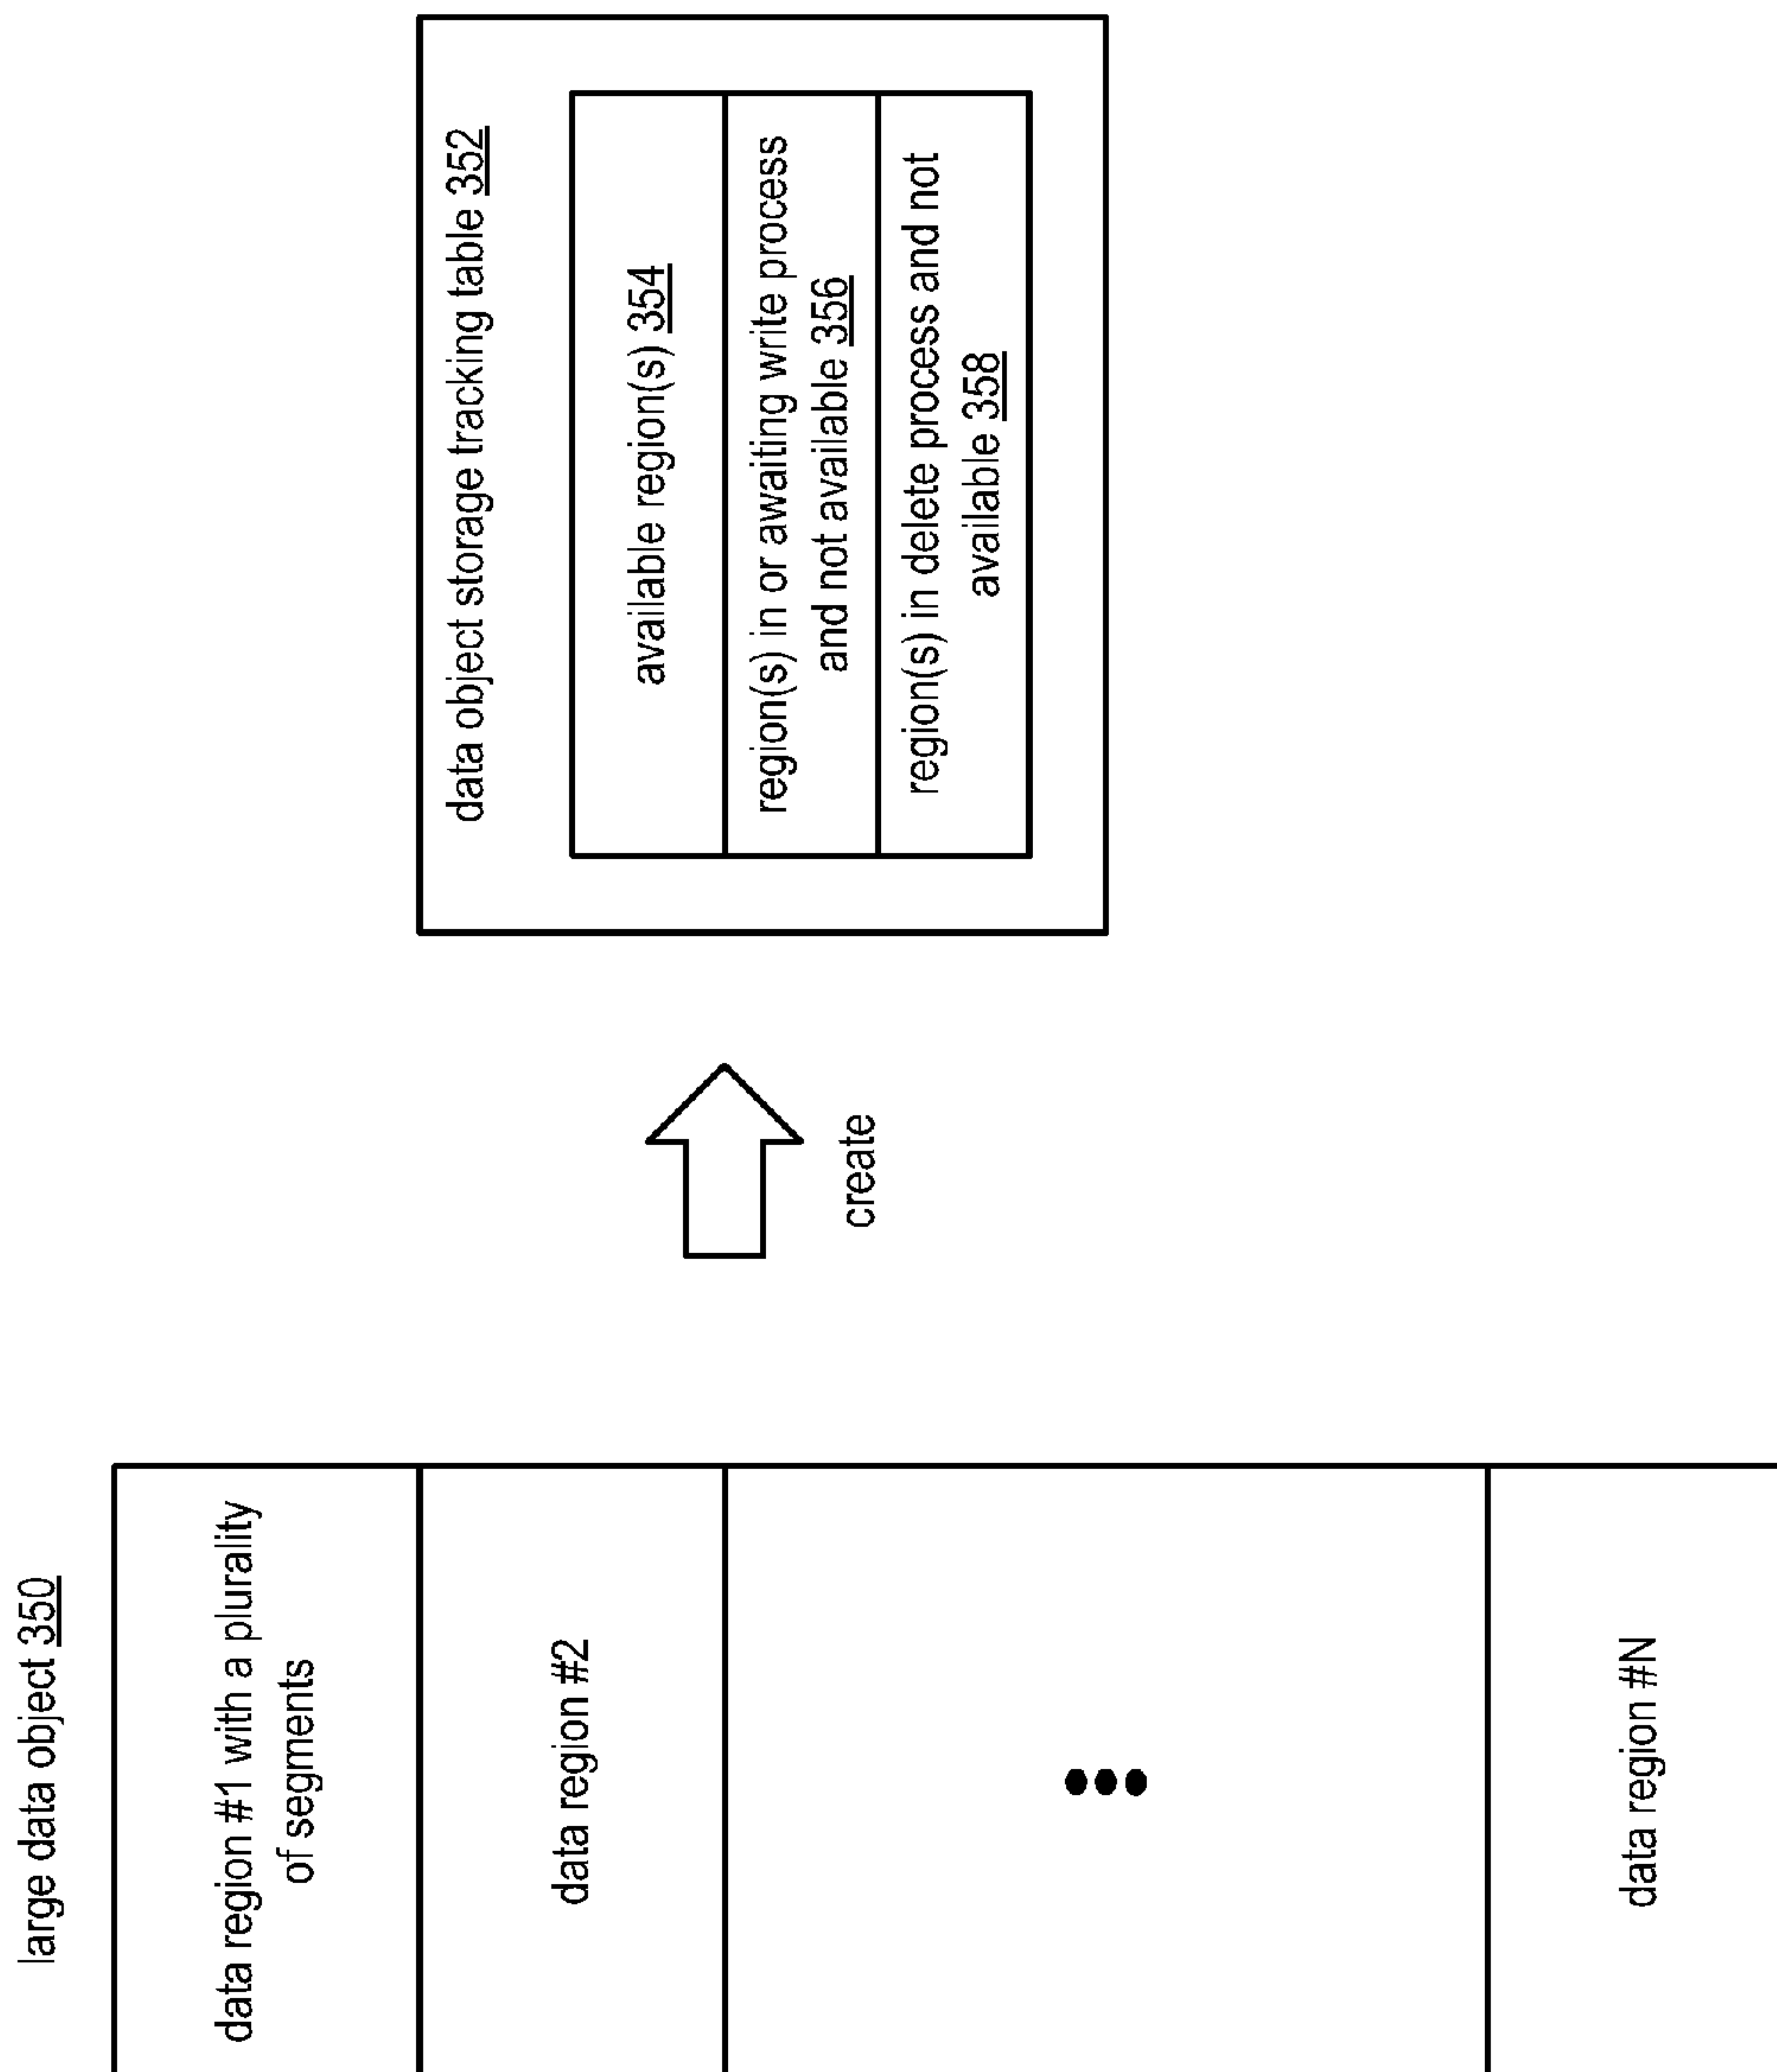 large data object 350
data region #1 with a plurality
of segments
data region #2
data region #N
create
data object storage tracking table 352
available region(s) 354
region(s) in or awaiting write process
and not available 356
region(s) in delete process and not
available 358